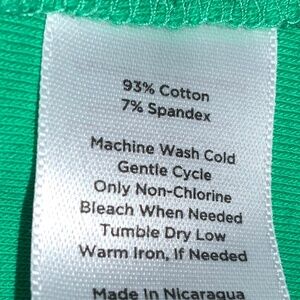 93% Cotton
7% Spandex
Machine Wash Cold
Gentle Cycle
Only Non-Chlorine
Bleach When Needed
Tumble Dry Low
Warm Iron, If Needed
Made In Nicaragua